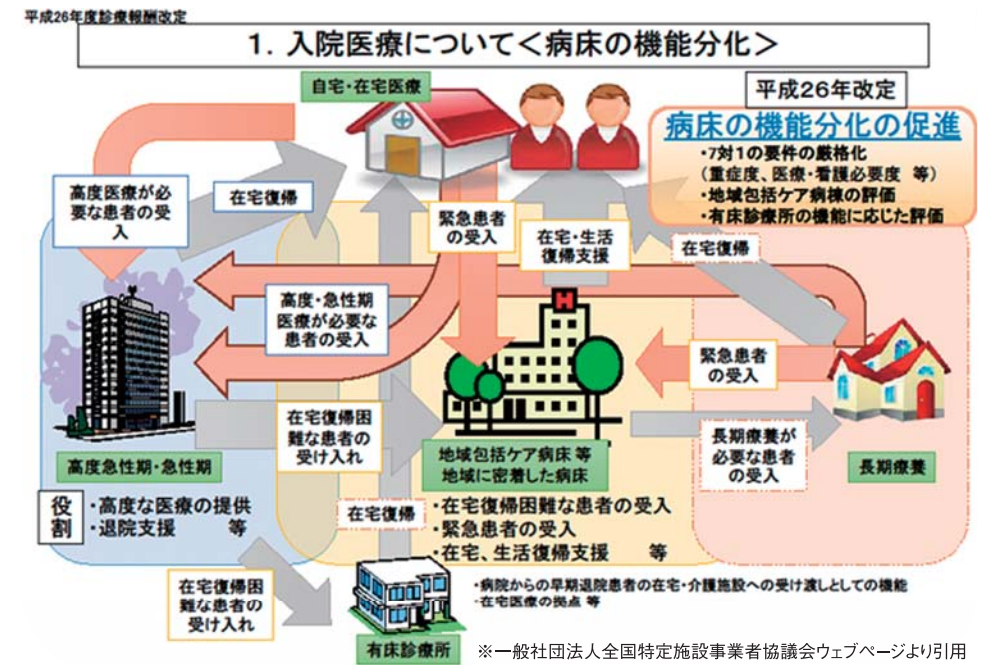 平成26年度診療報酬改定
1．入院医療について＜病床の機能分化＞
自宅・在宅医療
平成26年改定
病床の機能分化の促進
・7対1の要件の厳格化
（重症度、医療・看護必要度 等）
・地域包括ケア病棟の評価
・有床診療所の機能に応じた評価
高度医療が必
要な患者の受
入
在宅復帰
緊急患者
の受入
在宅・生活
復帰支援
在宅復帰
高度・急性期
医療が必要な
患者の受入
緊急患者
の受入
在宅復帰困
難な患者の
受け入れ
長期療養が
必要な患者
の受入
高度急性期・急性期
地域包括ケア病床 等
地域に密着した病床
長期療養
役
割
・高度な医療の提供
・退院支援 等
在宅復帰
・在宅復帰困難な患者の受入
・緊急患者の受入
・在宅、生活復帰支援 等
在宅復帰困
難な患者の
受け入れ
H
・病院からの早期退院患者の在宅・介護施設への受け渡しとしての機能
・在宅医療の拠点 等
有床診療所
※一般社団法人全国特定施設事業者協議会ウェブページより引用